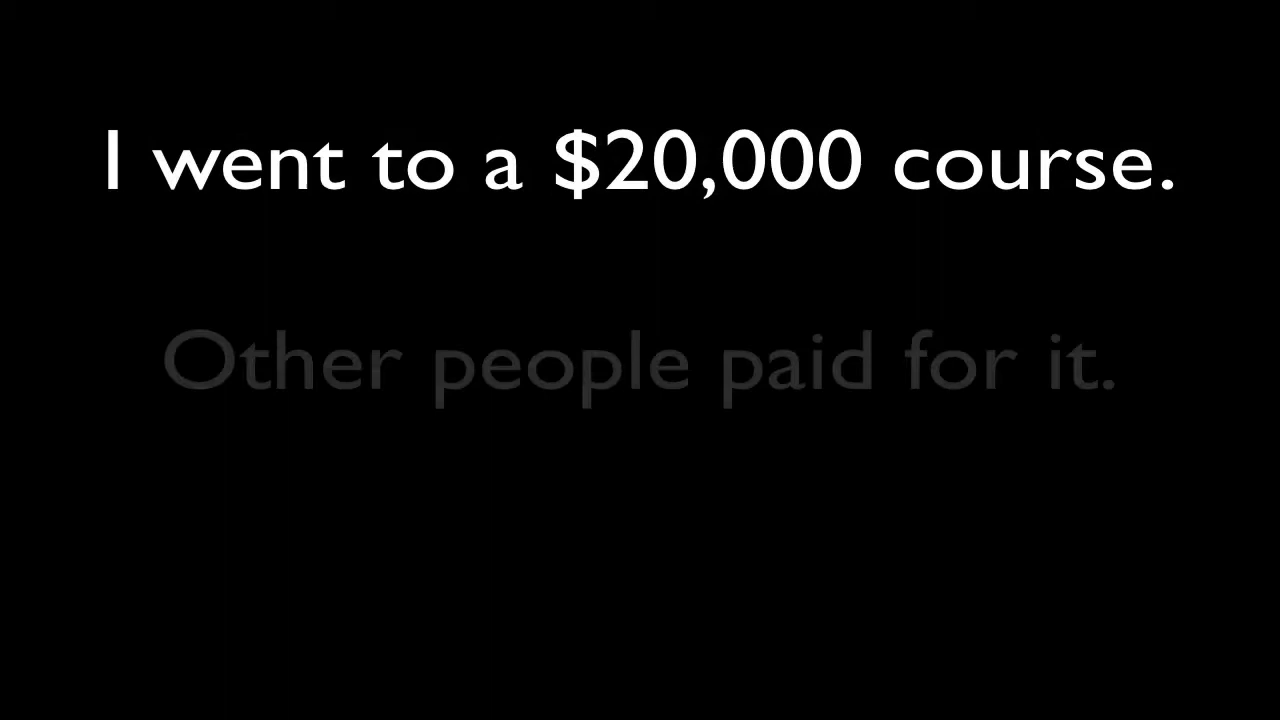 I went to a $20,000 course.
Other people paid for it.